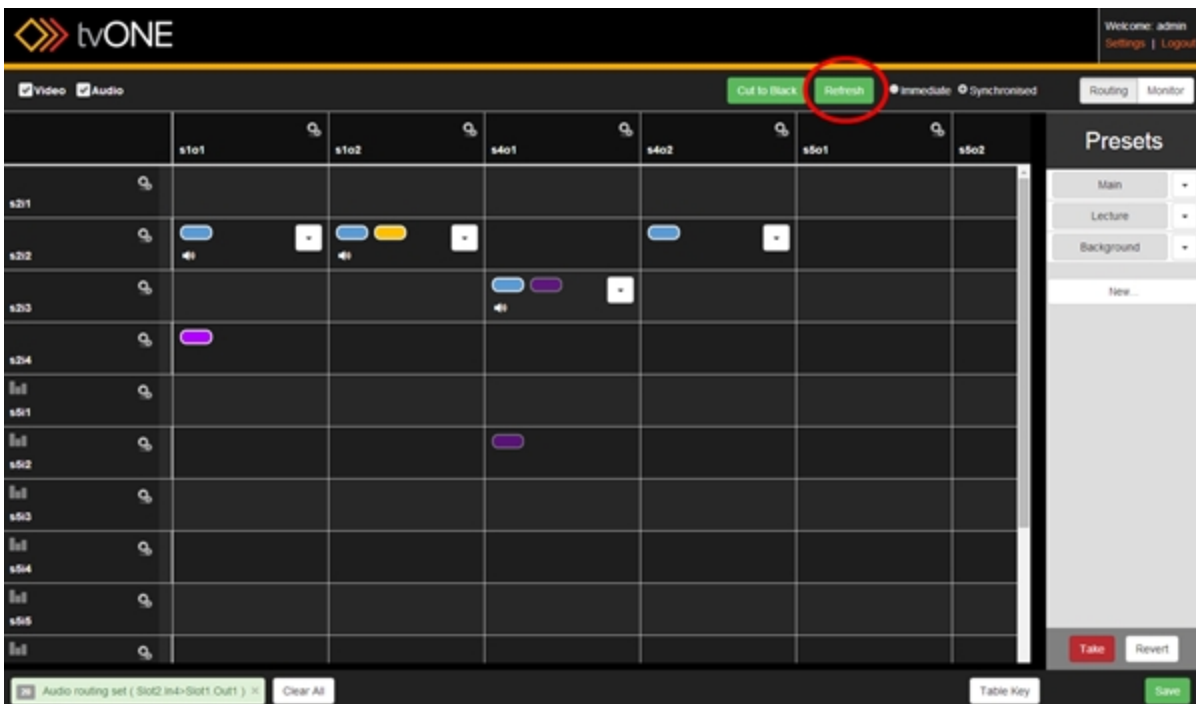 tvONE
Welcome: admin
Settings | Logout
Video Audio
Cut to Black Refresh Immediate Synchronised Routing Monitor
s1o1 s1o2 s4o1 s4o2 s5o1 s5o2
Presets
s2i1
Main
Lecture
s2i2
Background
s2i3
New...
s2i4
s5i1
s5i2
s5i3
s5i4
s5i5
Take Revert
26 Audio routing set ( Slot2.In4>Slot1.Out1 ) × Clear All Table Key Save